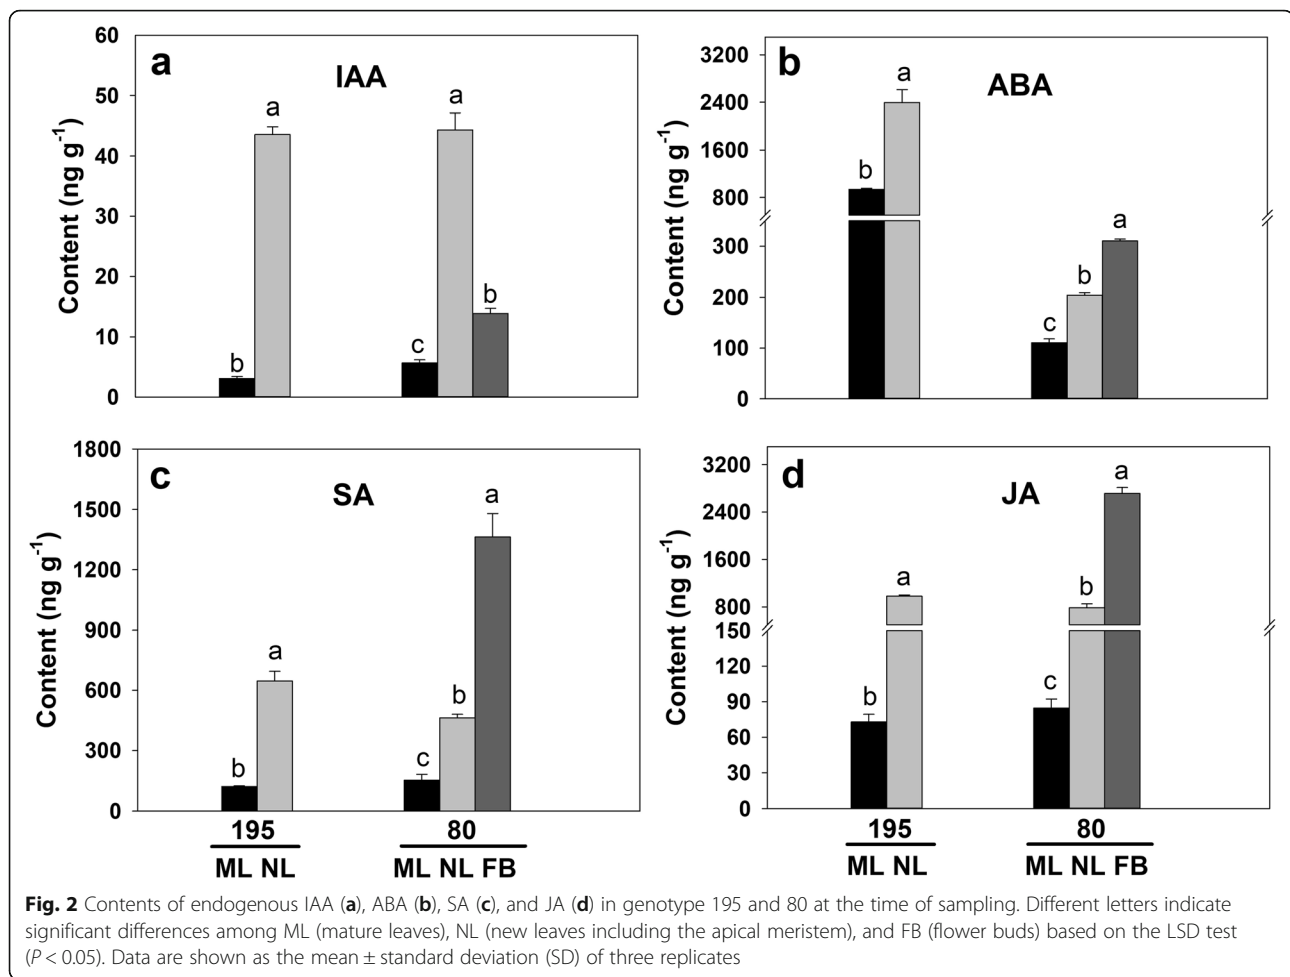 a
IAA
Content (ng g⁻¹)
60
50
40
30
20
10
0
b
a
c
a
b
b
ABA
Content (ng g⁻¹)
3200
2400
1600
800
300
200
100
0
b
a
c
b
a
c
SA
Content (ng g⁻¹)
1800
1500
1200
900
600
300
0
b
a
c
b
a
195 80
ML NL ML NL FB
d
JA
Content (ng g⁻¹)
3200
2400
1600
800
150
120
90
60
30
0
b
a
c
b
a
195 80
ML NL ML NL FB
Fig. 2 Contents of endogenous IAA (a), ABA (b), SA (c), and JA (d) in genotype 195 and 80 at the time of sampling. Different letters indicate
significant differences among ML (mature leaves), NL (new leaves including the apical meristem), and FB (flower buds) based on the LSD test
(P < 0.05). Data are shown as the mean ± standard deviation (SD) of three replicates